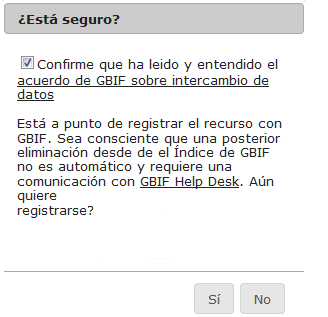 ¿Está seguro?
Confirme que ha leido y entendido el
acuerdo de GBIF sobre intercambio de
datos
Está a punto de registrar el recurso con
GBIF. Sea consciente que una posterior
eliminación desde de el Índice de GBIF
no es automático y requiere una
comunicación con GBIF Help Desk. Aún
quiere
registrarse?
Sí No